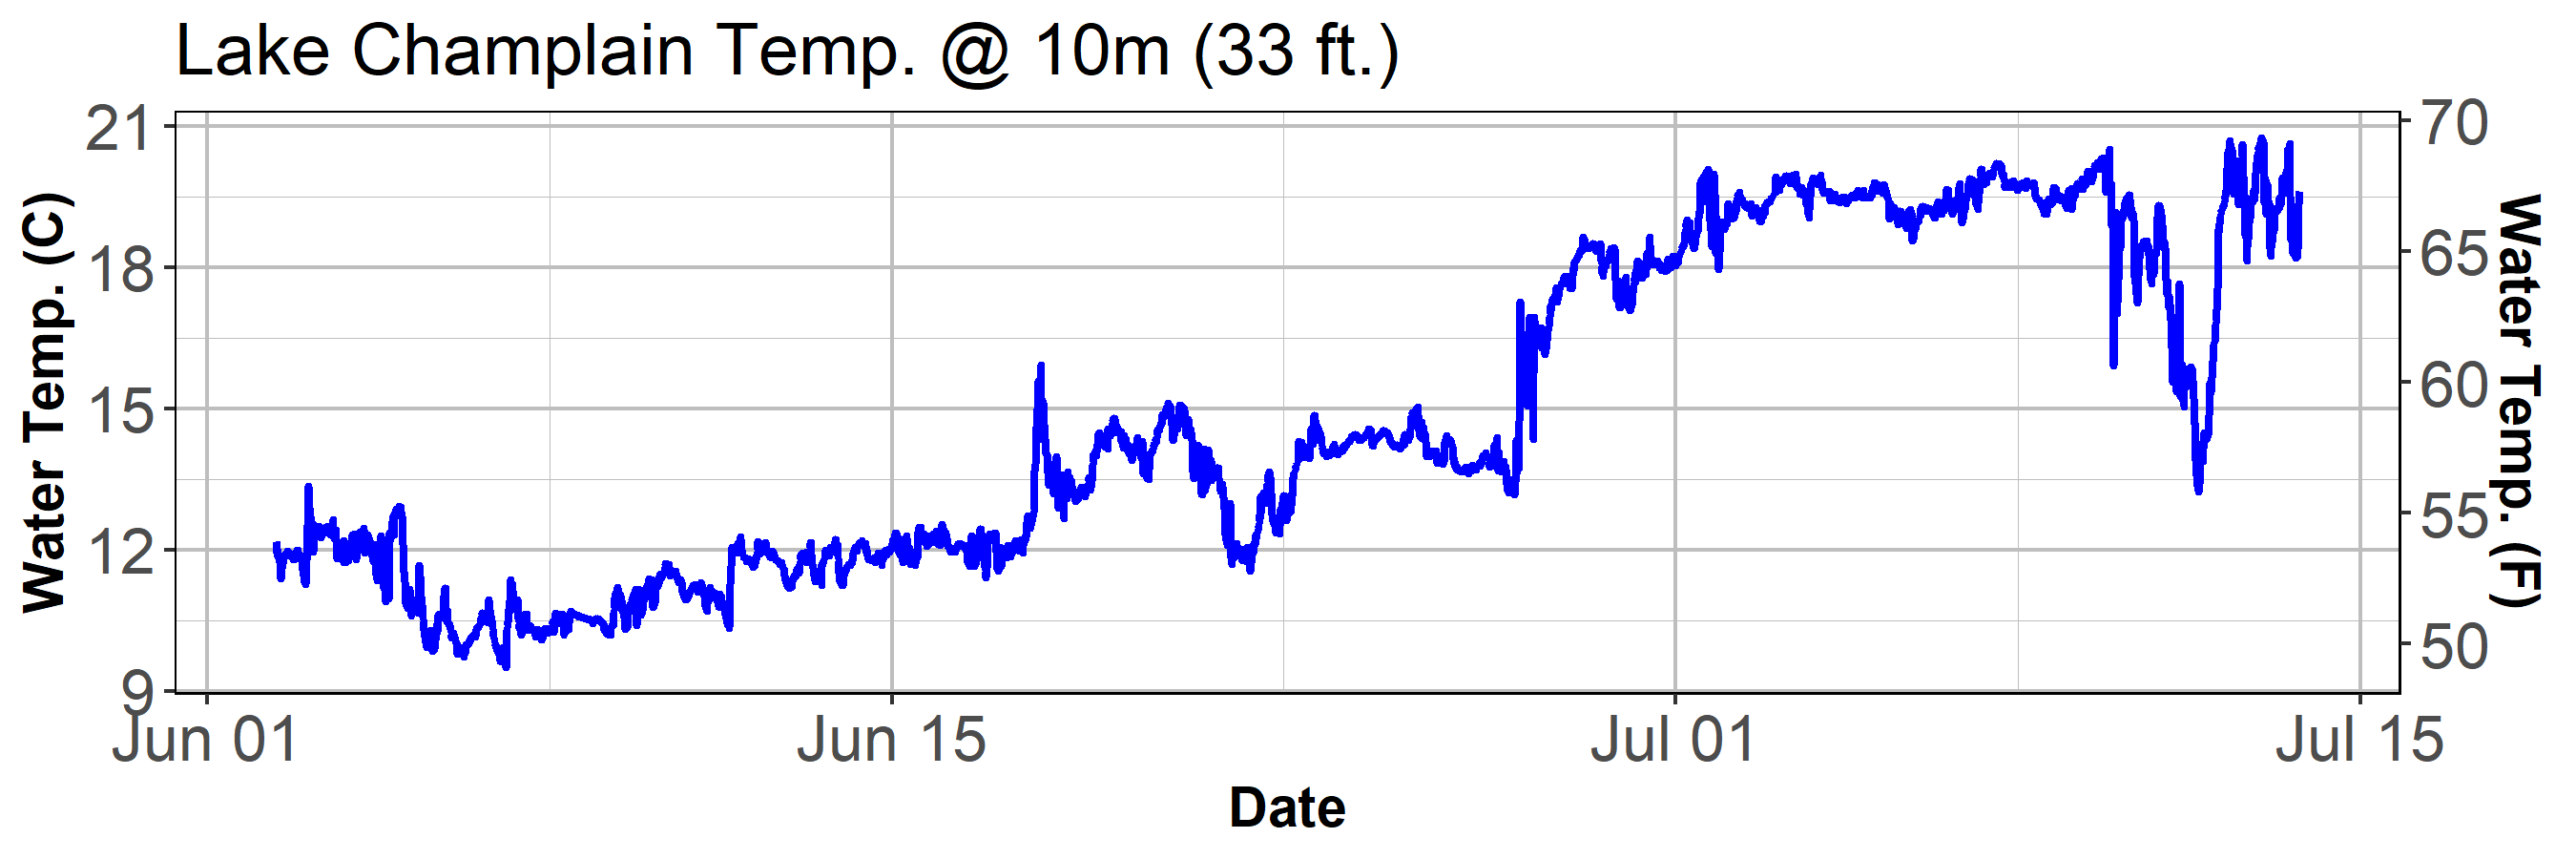 Lake Champlain Temp. @ 10m (33 ft.)
Water Temp. (C)
21
18
15
12
9
70
65
60
55
50
Water Temp. (F)
Jun 01 Jun 15 Jul 01 Jul 15
Date